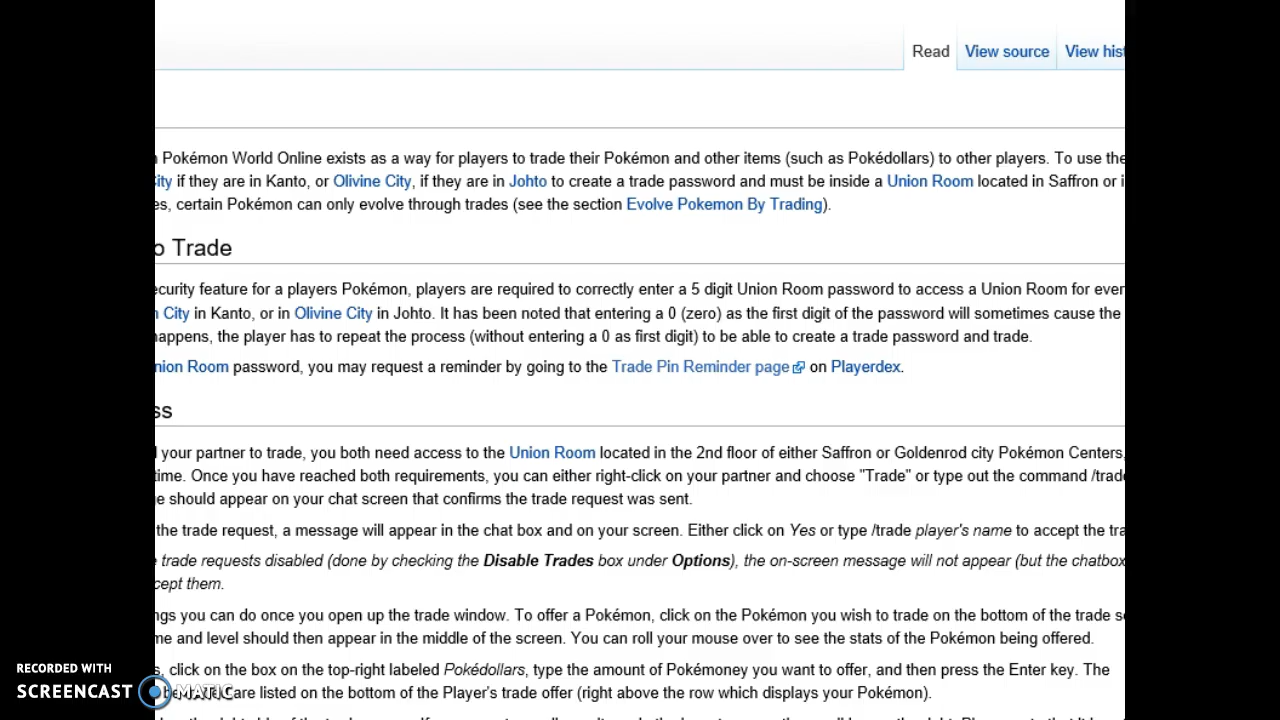 Read View source View hist
Pokémon World Online exists as a way for players to trade their Pokémon and other items (such as Pokédollars) to other players. To use the
City if they are in Kanto, or Olivine City, if they are in Johto to create a trade password and must be inside a Union Room located in Saffron or i
es, certain Pokémon can only evolve through trades (see the section Evolve Pokemon By Trading).
o Trade
ecurity feature for a players Pokémon, players are required to correctly enter a 5 digit Union Room password to access a Union Room for ever
n City in Kanto, or in Olivine City in Johto. It has been noted that entering a 0 (zero) as the first digit of the password will sometimes cause the
appens, the player has to repeat the process (without entering a 0 as first digit) to be able to create a trade password and trade.
nion Room password, you may request a reminder by going to the Trade Pin Reminder page on Playerdex.
ss
your partner to trade, you both need access to the Union Room located in the 2nd floor of either Saffron or Goldenrod city Pokémon Centers,
time. Once you have reached both requirements, you can either right-click on your partner and choose "Trade" or type out the command /trade
e should appear on your chat screen that confirms the trade request was sent.
the trade request, a message will appear in the chat box and on your screen. Either click on Yes or type /trade player's name to accept the tra
trade requests disabled (done by checking the Disable Trades box under Options), the on-screen message will not appear (but the chatbox
cept them.
ngs you can do once you open up the trade window. To offer a Pokémon, click on the Pokémon you wish to trade on the bottom of the trade s
me and level should then appear in the middle of the screen. You can roll your mouse over to see the stats of the Pokémon being offered.
s, click on the box on the top-right labeled Pokédollars, type the amount of Pokémoney you want to offer, and then press the Enter key. The
are listed on the bottom of the Player's trade offer (right above the row which displays your Pokémon).
RECORDED WITH
SCREENCAST MATIC